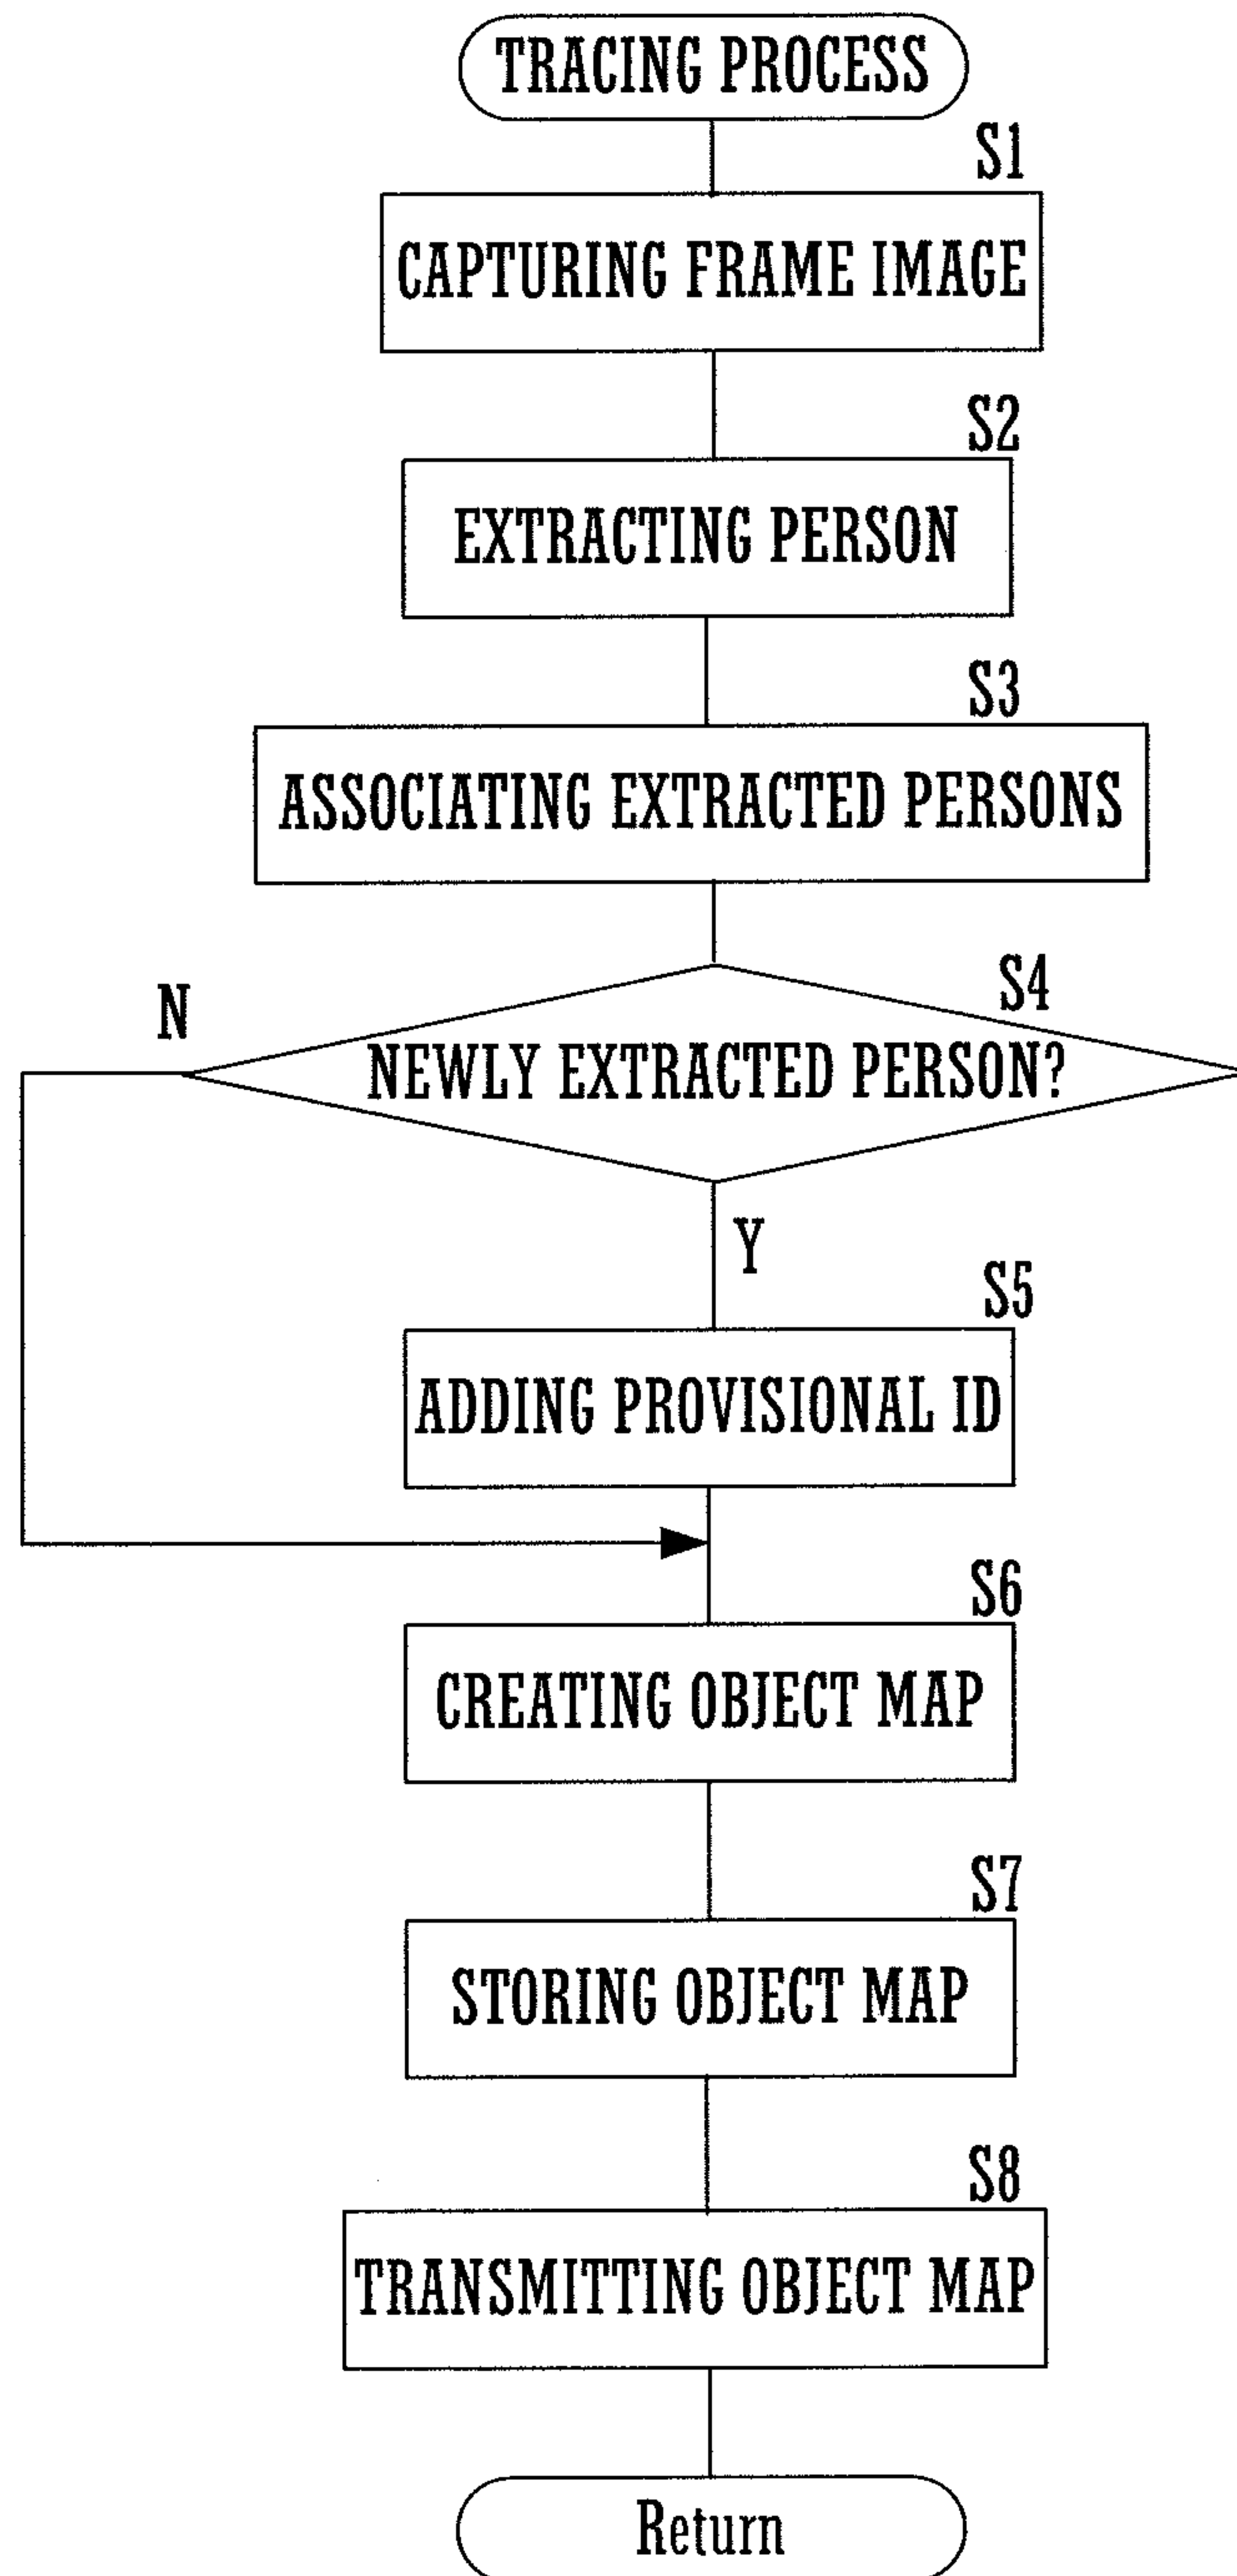 TRACING PROCESS
S1
CAPTURING FRAME IMAGE
S2
EXTRACTING PERSON
S3
ASSOCIATING EXTRACTED PERSONS
S4
N
NEWLY EXTRACTED PERSON?
Y
S5
ADDING PROVISIONAL ID
S6
CREATING OBJECT MAP
S7
STORING OBJECT MAP
S8
TRANSMITTING OBJECT MAP
Return